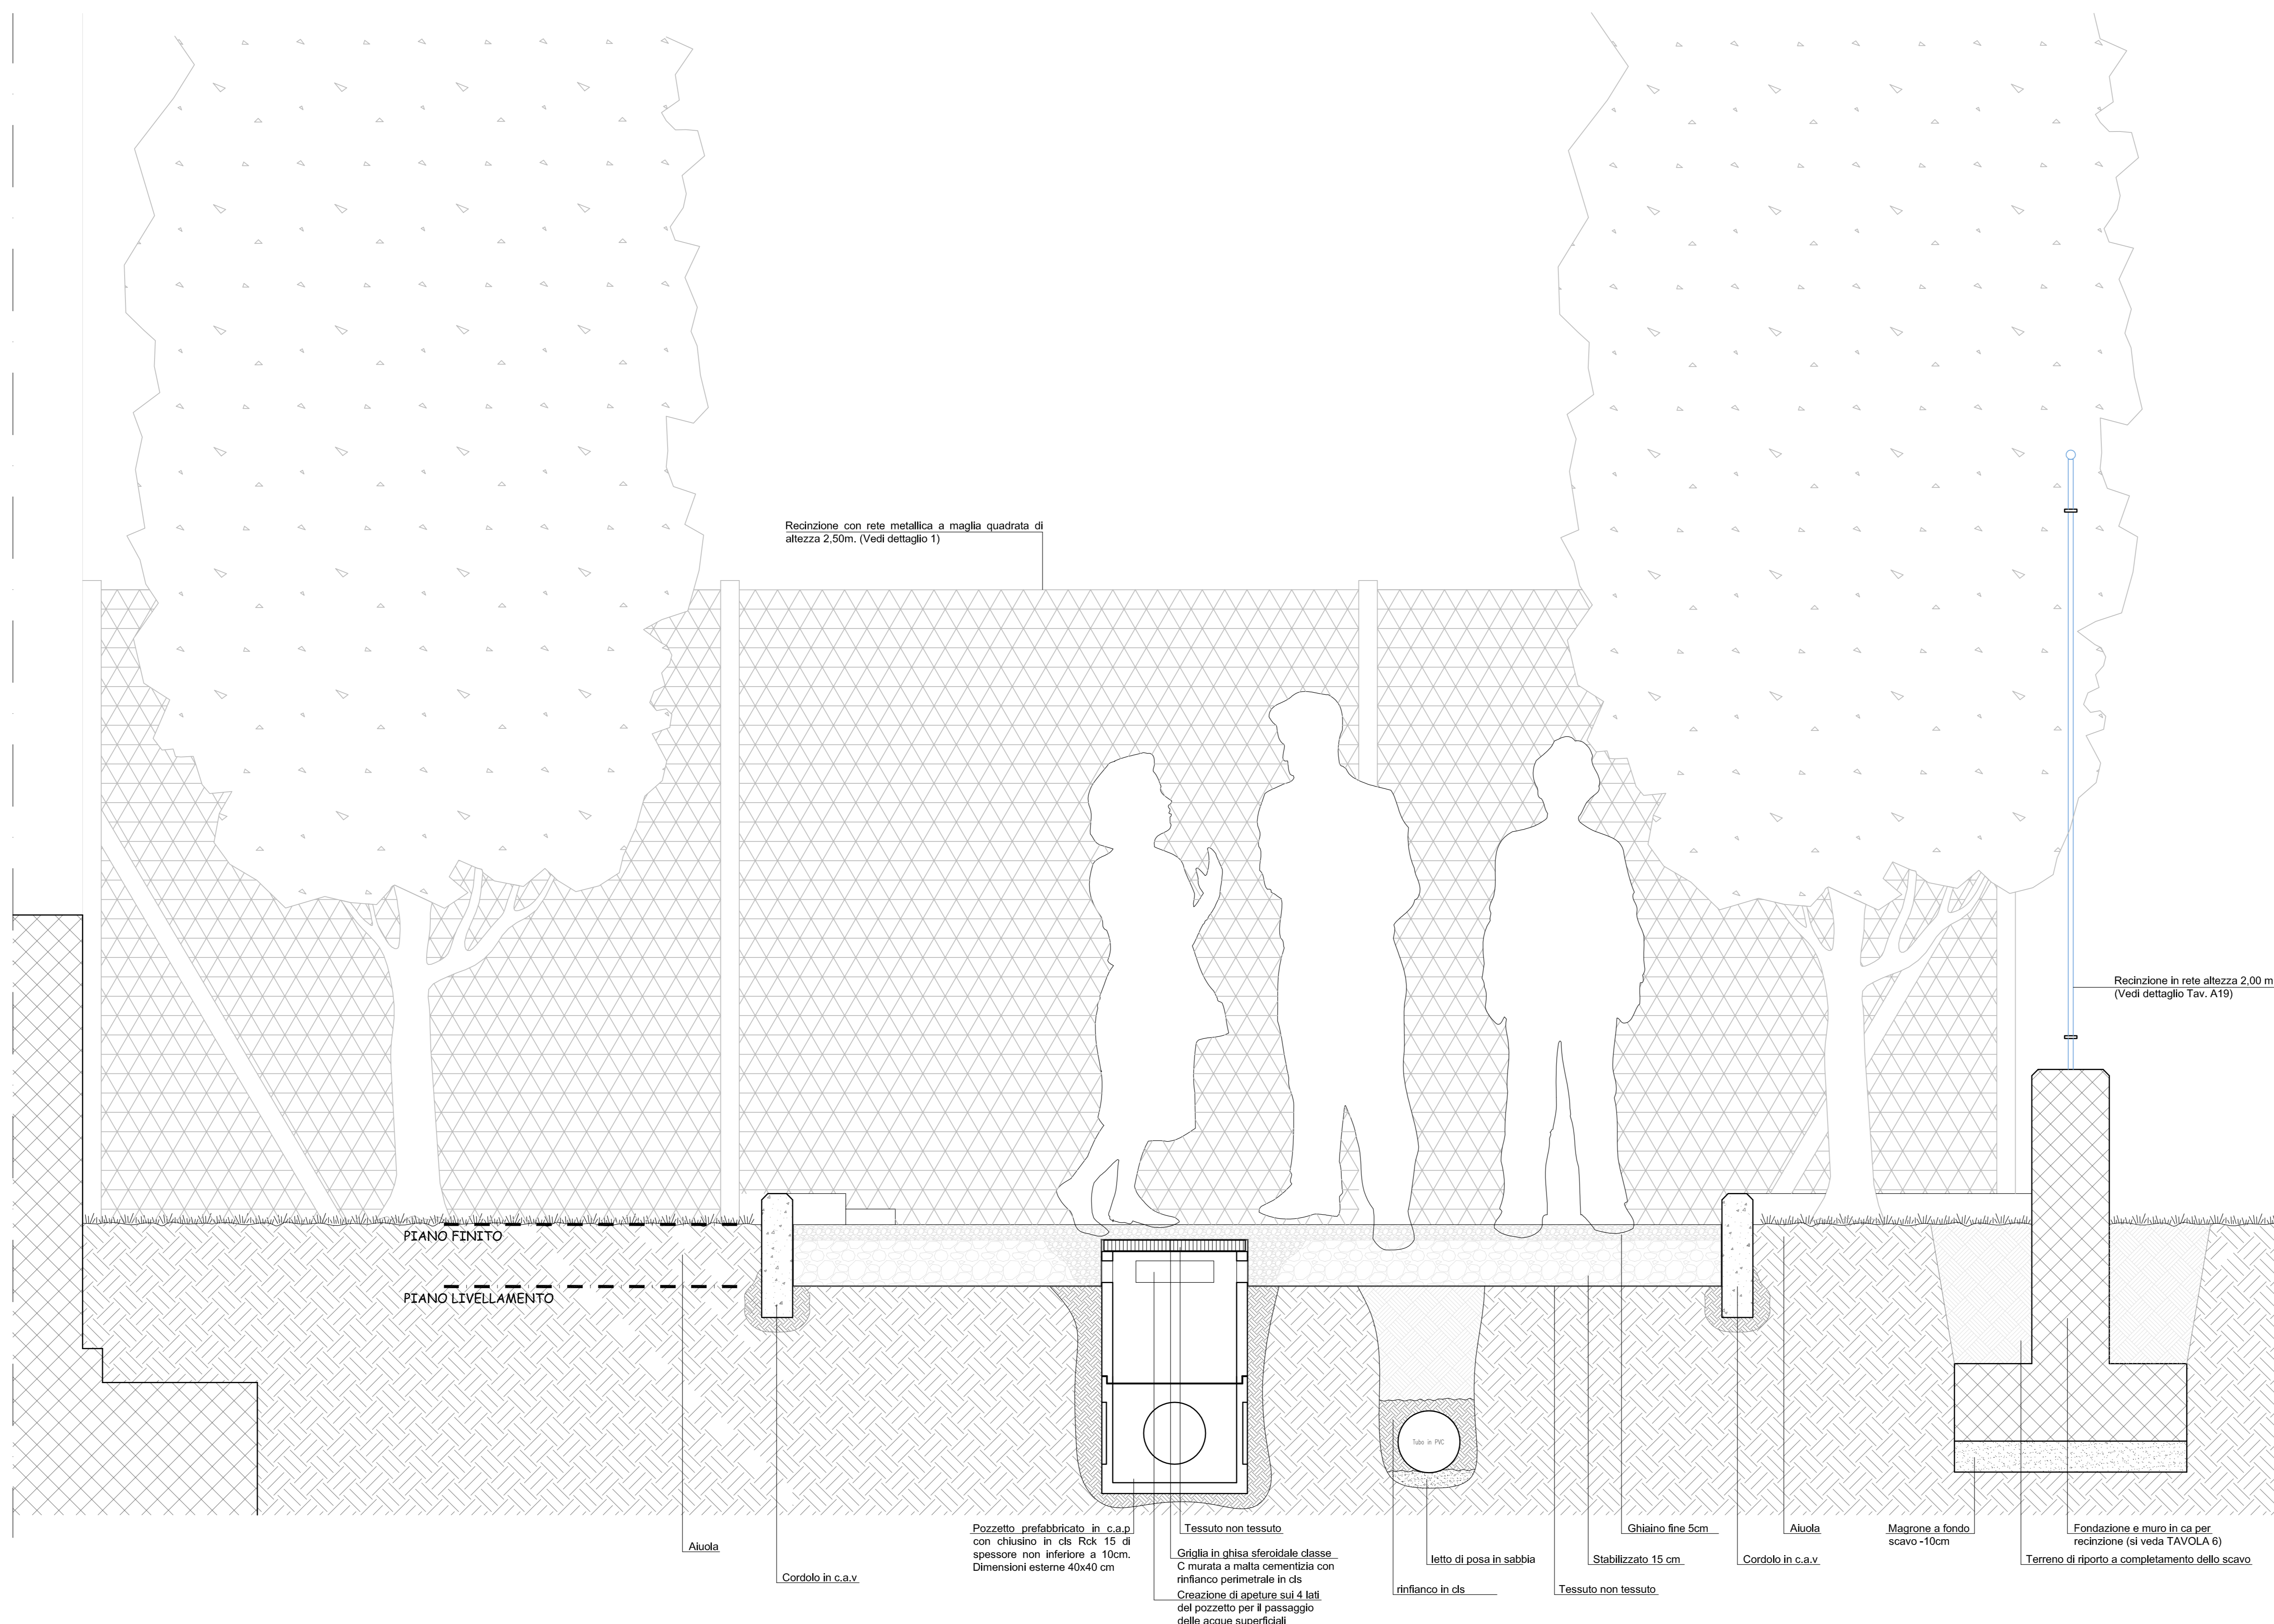 Recinzione con rete metallica a maglia quadrata di
altezza 2,50m. (Vedi dettaglio 1)
Recinzione in rete altezza 2,00 m
(Vedi dettaglio Tav. A19)
PIANO FINITO
PIANO LIVELLAMENTO
Tubo in PVC
Aiuola
Cordolo in c.a.v
Pozzetto prefabbricato in c.a.p
con chiusino in cls Rck 15 di
spessore non inferiore a 10cm.
Dimensioni esterne 40x40 cm
Tessuto non tessuto
Griglia in ghisa sferoidale classe
C murata a malta cementizia con
rinfianco perimetrale in cls
Creazione di apeture sui 4 lati
del pozzetto per il passaggio
delle acque superficiali
letto di posa in sabbia
rinfianco in cls
Ghiaino fine 5cm
Stabilizzato 15 cm
Tessuto non tessuto
Aiuola
Cordolo in c.a.v
Magrone a fondo
scavo -10cm
Fondazione e muro in ca per
recinzione (si veda TAVOLA 6)
Terreno di riporto a completamento dello scavo